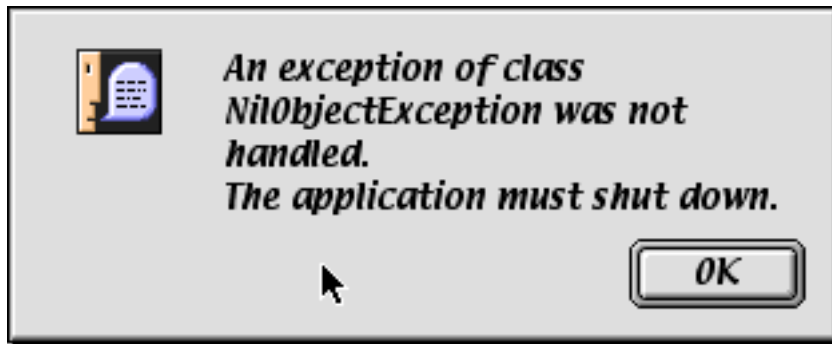 An exception of class
NilObjectException was not
handled.
The application must shut down.
OK